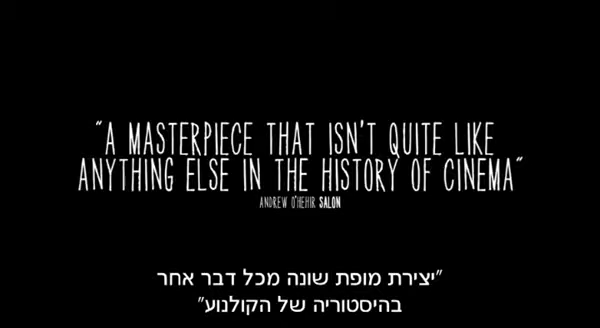 "A MASTERPIECE THAT ISN'T QUITE LIKE
ANYTHING ELSE IN THE HISTORY OF CINEMA"
ANDREW O'HEHIR SALON
"יצירת מופת שונה מכל דבר אחר
בהיסטוריה של הקולנוע"